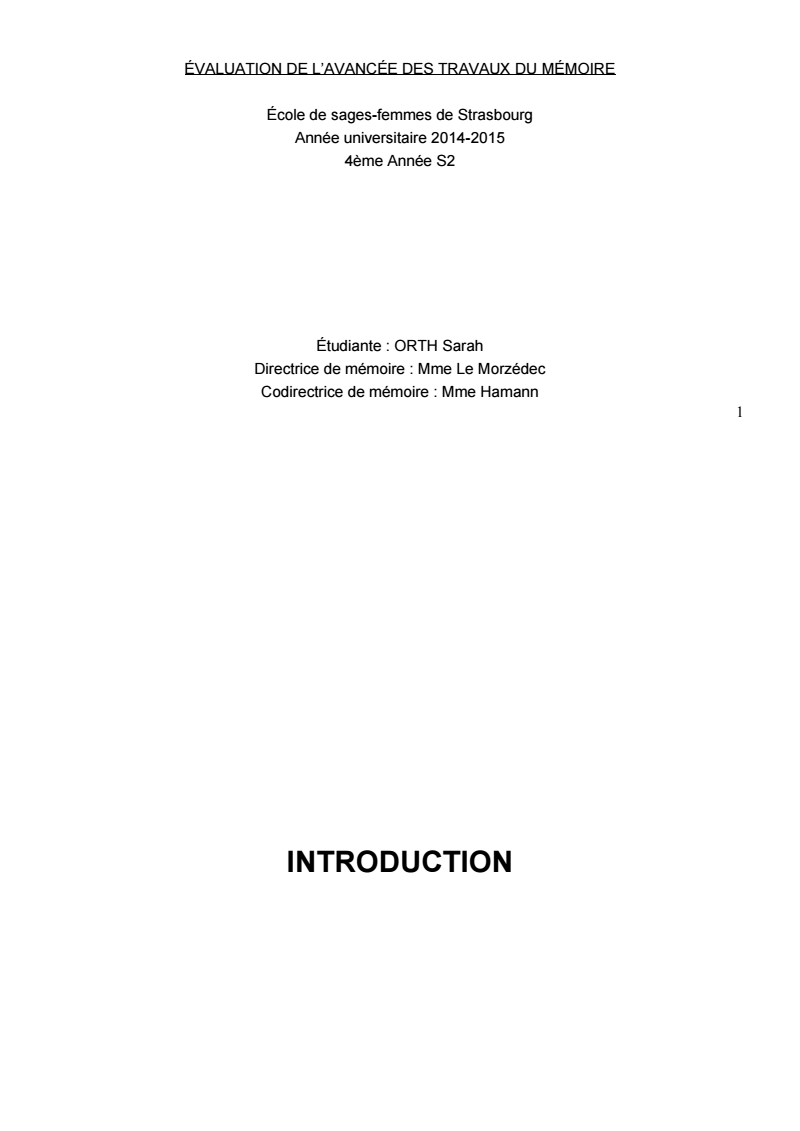 ÉVALUATION DE L'AVANCÉE DES TRAVAUX DU MÉMOIRE
École de sages-femmes de Strasbourg
Année universitaire 2014-2015
4ème Année S2
Étudiante : ORTH Sarah
Directrice de mémoire : Mme Le Morzédec
Codirectrice de mémoire : Mme Hamann
1
INTRODUCTION